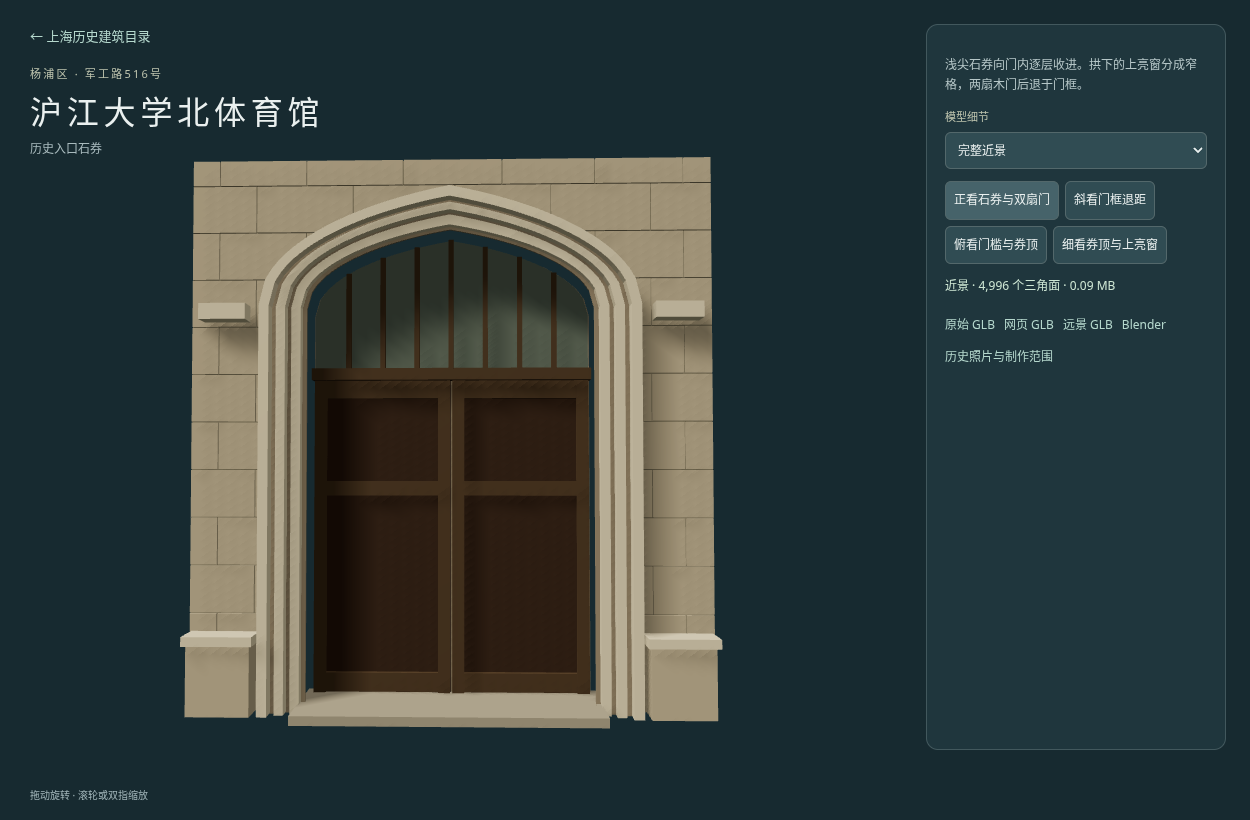 ← 上海历史建筑目录
杨浦区 · 军工路516号
沪江大学北体育馆
历史入口石券
浅尖石券向门内逐层收进。拱下的上亮窗分成窄
格，两扇木门后退于门框。
模型细节
完整近景
正看石券与双扇门 斜看门框退距
俯看门槛与券顶 细看券顶与上亮窗
近景 · 4,996 个三角面 · 0.09 MB
原始 GLB 网页 GLB 远景 GLB Blender
历史照片与制作范围
拖动旋转 · 滚轮或双指缩放